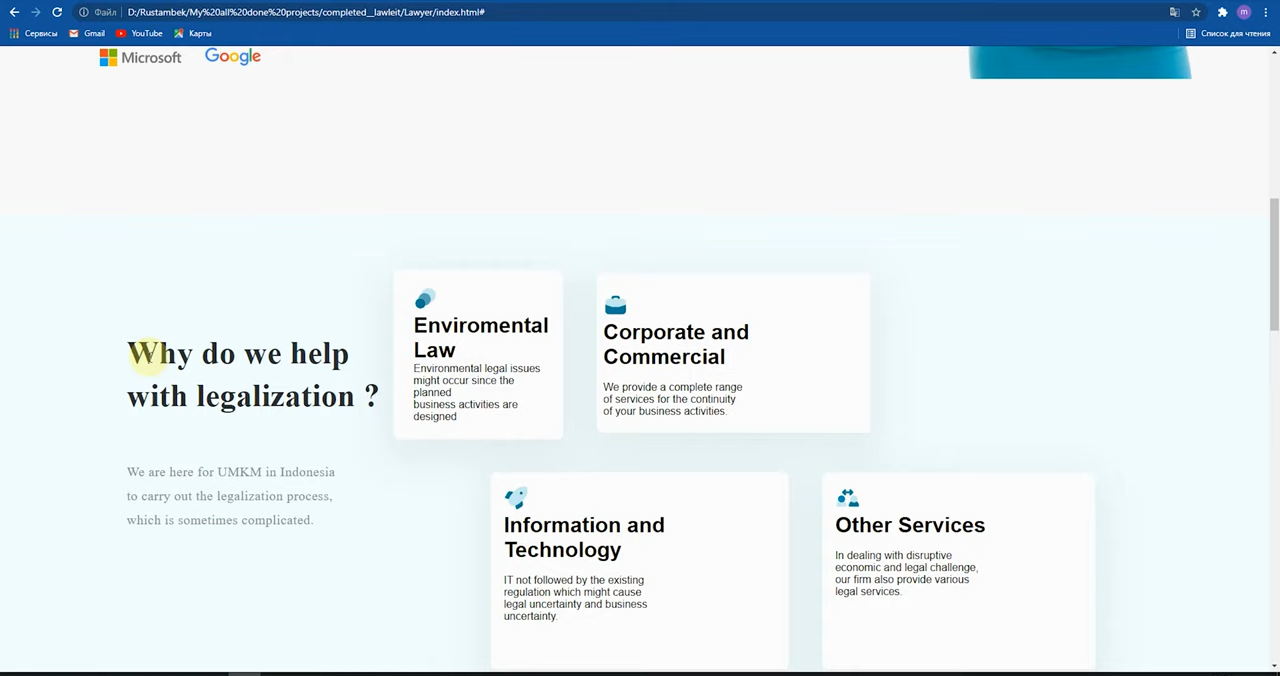 Файл
D:/Rustambek/My%20all%20done%20projects/completed__lawleit/Lawyer/index.html#
m
Сервисы
Gmail
YouTube
Карты
Список для чтения
Microsoft
Google
Why do we help
with legalization ?
We are here for UMKM in Indonesia
to carry out the legalization process,
which is sometimes complicated.
Enviromental
Law
Environmental legal issues
might occur since the
planned
business activities are
designed
Corporate and
Commercial
We provide a complete range
of services for the continuity
of your business activities.
Information and
Technology
IT not followed by the existing
regulation which might cause
legal uncertainty and business
uncertainty.
Other Services
In dealing with disruptive
economic and legal challenge,
our firm also provide various
legal services.